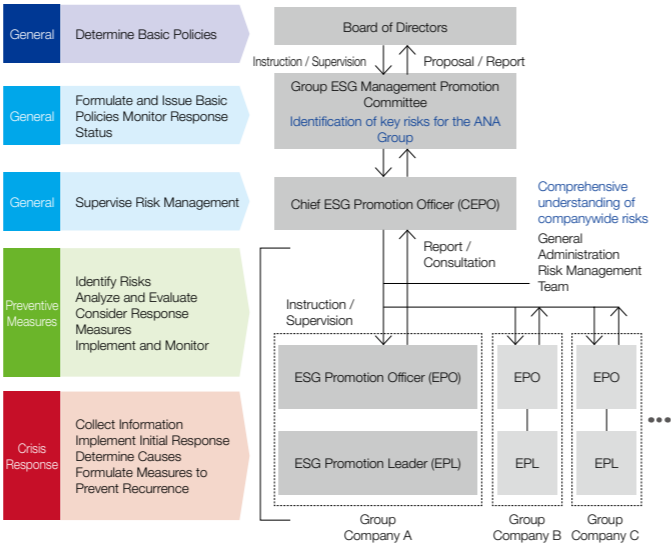 General
Determine Basic Policies
Board of Directors
Instruction / Supervision
Proposal / Report
General
Formulate and Issue Basic
Policies Monitor Response
Status
Group ESG Management Promotion
Committee
Identification of key risks for the ANA
Group
General
Supervise Risk Management
Chief ESG Promotion Officer (CEPO)
Comprehensive
understanding of
companywide risks
General
Administration
Risk Management
Team
Report /
Consultation
Instruction /
Supervision
Preventive
Measures
Identify Risks
Analyze and Evaluate
Consider Response
Measures
Implement and Monitor
ESG Promotion Officer (EPO)
EPO
EPO
Crisis
Response
Collect Information
Implement Initial Response
Determine Causes
Formulate Measures to
Prevent Recurrence
ESG Promotion Leader (EPL)
EPL
EPL
Group
Company A
Group
Company B
Group
Company C